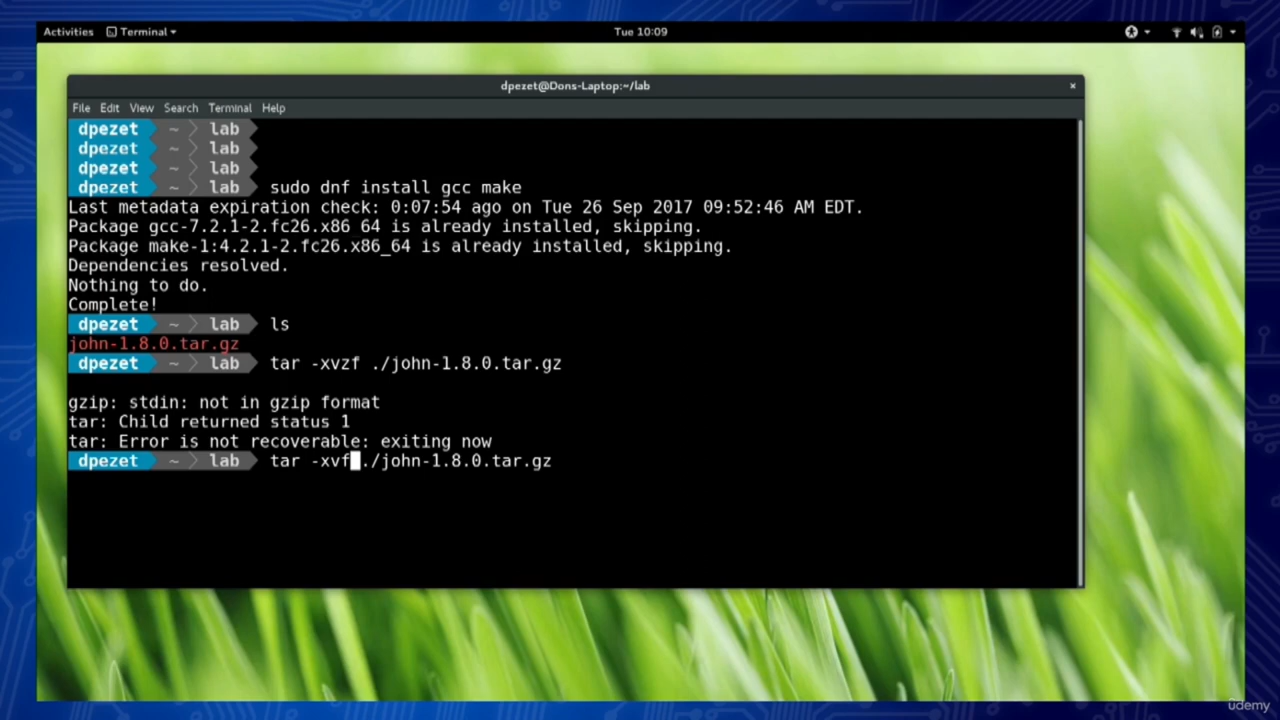 Activities Terminal Tue 10:09
dpezet@Dons-Laptop:~/lab ×
File Edit View Search Terminal Help
dpezet ~ lab
dpezet ~ lab
dpezet ~ lab
dpezet ~ lab sudo dnf install gcc make
Last metadata expiration check: 0:07:54 ago on Tue 26 Sep 2017 09:52:46 AM EDT.
Package gcc-7.2.1-2.fc26.x86_64 is already installed, skipping.
Package make-1:4.2.1-2.fc26.x86_64 is already installed, skipping.
Dependencies resolved.
Nothing to do.
Complete!
dpezet ~ lab ls
john-1.8.0.tar.gz
dpezet ~ lab tar -xvzf ./john-1.8.0.tar.gz
gzip: stdin: not in gzip format
tar: Child returned status 1
tar: Error is not recoverable: exiting now
dpezet ~ lab tar -xvf ./john-1.8.0.tar.gz
ûdemy